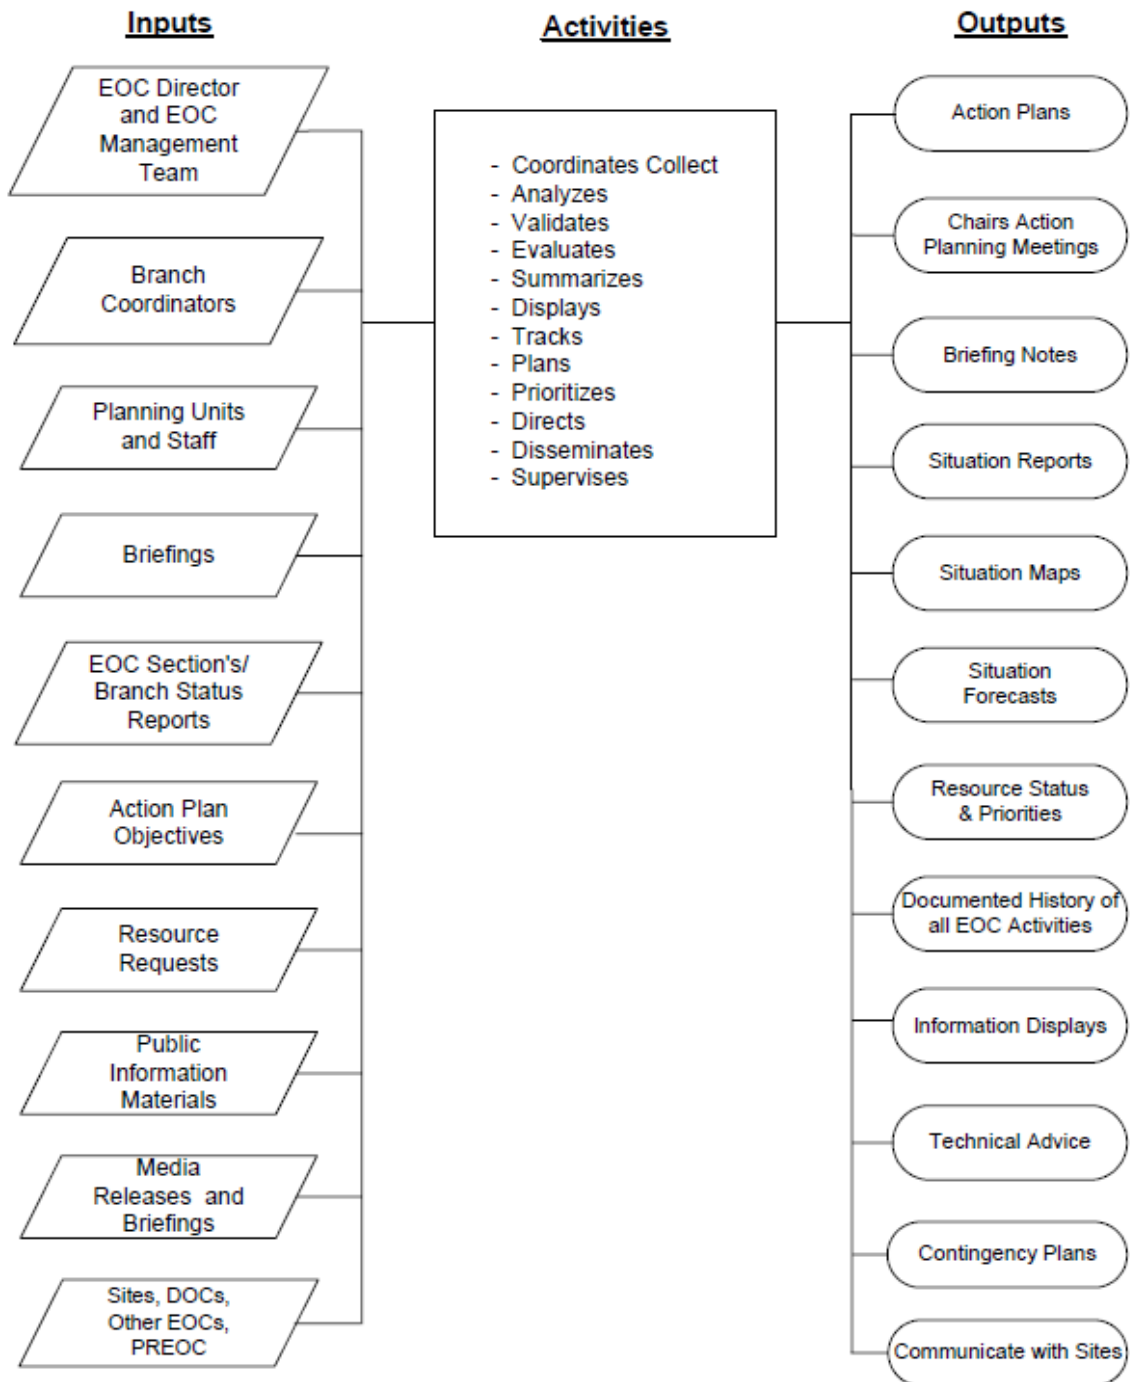 Inputs
Activities
Outputs
EOC Director
and EOC
Management
Team
Branch
Coordinators
Planning Units
and Staff
Briefings
EOC Section's/
Branch Status
Reports
Action Plan
Objectives
Resource
Requests
Public
Information
Materials
Media
Releases and
Briefings
Sites, DOCs,
Other EOCs,
PREOC
- Coordinates Collect
- Analyzes
- Validates
- Evaluates
- Summarizes
- Displays
- Tracks
- Plans
- Prioritizes
- Directs
- Disseminates
- Supervises
Action Plans
Chairs Action
Planning Meetings
Briefing Notes
Situation Reports
Situation Maps
Situation
Forecasts
Resource Status
& Priorities
Documented History of
all EOC Activities
Information Displays
Technical Advice
Contingency Plans
Communicate with Sites